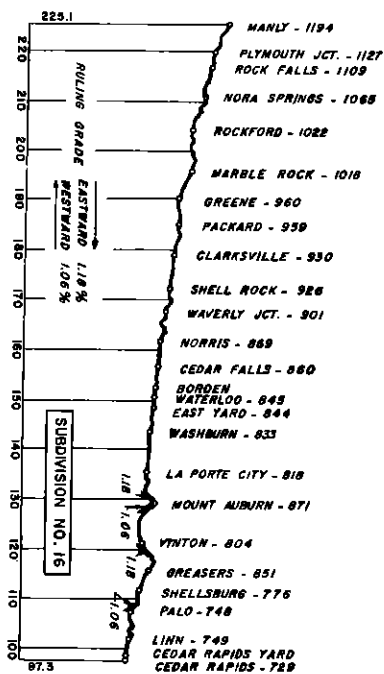 225.1
MANLY - 1194
220
PLYMOUTH JCT. - 1127
ROCK FALLS - 1109
210
NORA SPRINGS - 1065
ROCKFORD - 1022
200
MARBLE ROCK - 1018
190
GREENE - 960
PACKARD - 959
180
CLARKSVILLE - 930
RULING GRADE
EASTWARD 1.18 %
WESTWARD 1.06 %
170
SHELL ROCK - 926
WAVERLY JCT. - 901
160
NORRIS - 869
CEDAR FALLS - 860
150
BORDEN
WATERLOO - 845
EAST YARD - 844
140
WASHBURN - 833
LA PORTE CITY - 818
1.18
130
MOUNT AUBURN - 871
1.06
120
VINTON - 804
1.18
GREASERS - 851
110
SHELLSBURG - 776
1.06
PALO - 748
SUBDIVISION NO. 16
LINN - 749
100
CEDAR RAPIDS YARD
97.3
CEDAR RAPIDS - 729